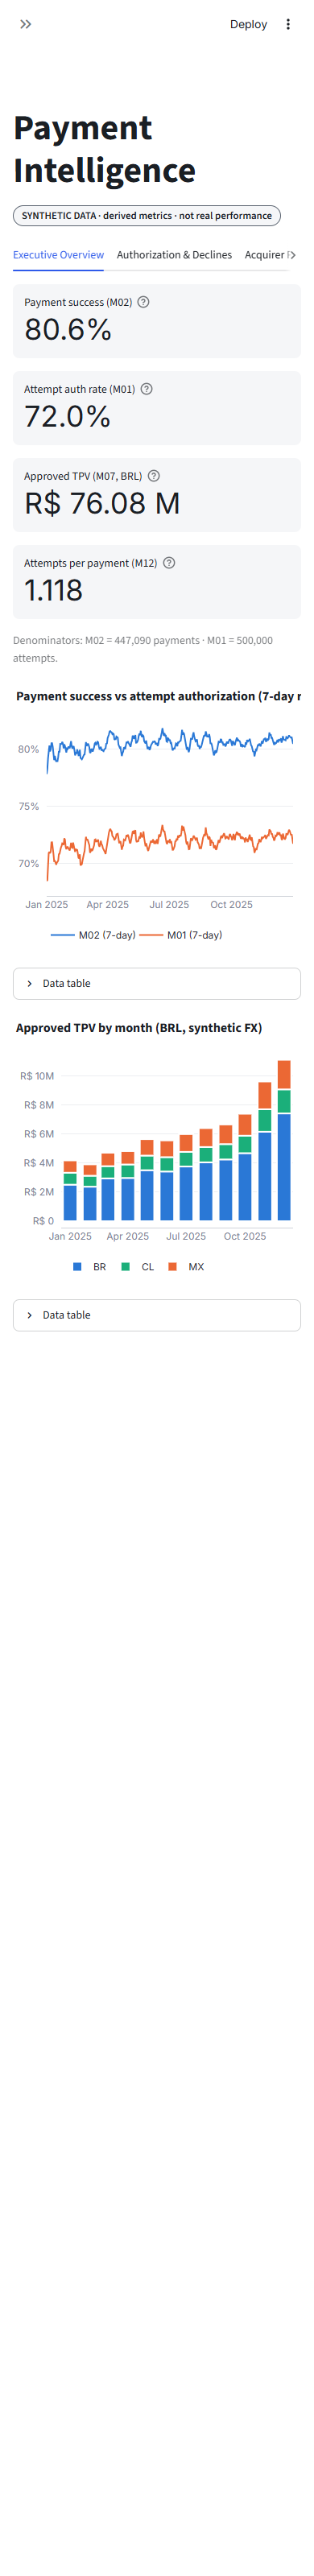 Deploy
Payment
Intelligence
SYNTHETIC DATA · derived metrics · not real performance
Executive Overview Authorization & Declines Acquirer
Payment success (M02)
80.6%
Attempt auth rate (M01)
72.0%
Approved TPV (M07, BRL)
R$ 76.08 M
Attempts per payment (M12)
1.118
Denominators: M02 = 447,090 payments · M01 = 500,000
attempts.
Payment success vs attempt authorization (7-day r
80%
75%
70%
Jan 2025 Apr 2025 Jul 2025 Oct 2025
M02 (7-day) M01 (7-day)
Data table
Approved TPV by month (BRL, synthetic FX)
R$ 10M
R$ 8M
R$ 6M
R$ 4M
R$ 2M
R$ 0
Jan 2025 Apr 2025 Jul 2025 Oct 2025
BR CL MX
Data table